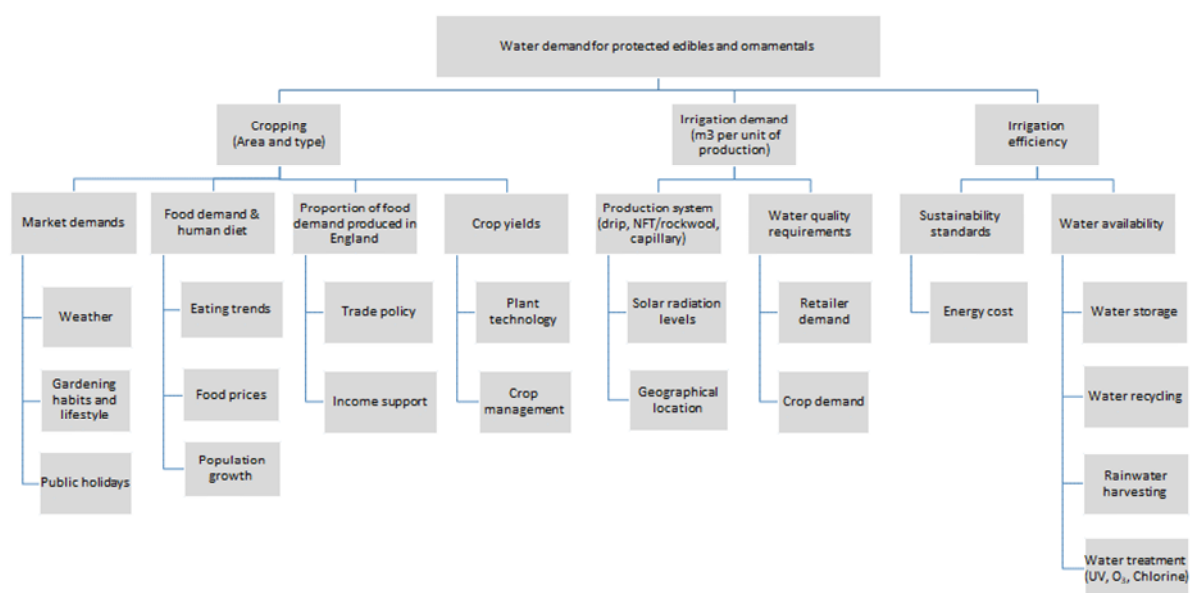 Water demand for protected edibles and ornamentals
Cropping
(Area and type)
Irrigation demand
(m3 per unit of
production)
Irrigation
efficiency
Market demands
Food demand &
human diet
Proportion of food
demand produced in
England
Crop yields
Production system
(drip, NFT/rockwool,
capillary)
Water quality
requirements
Sustainability
standards
Water availability
Weather
Gardening
habits and
lifestyle
Public holidays
Eating trends
Food prices
Population
growth
Trade policy
Income support
Plant
technology
Crop
management
Solar radiation
levels
Geographical
location
Retailer
demand
Crop demand
Energy cost
Water storage
Water recycling
Rainwater
harvesting
Water treatment
(UV, O₃, Chlorine)